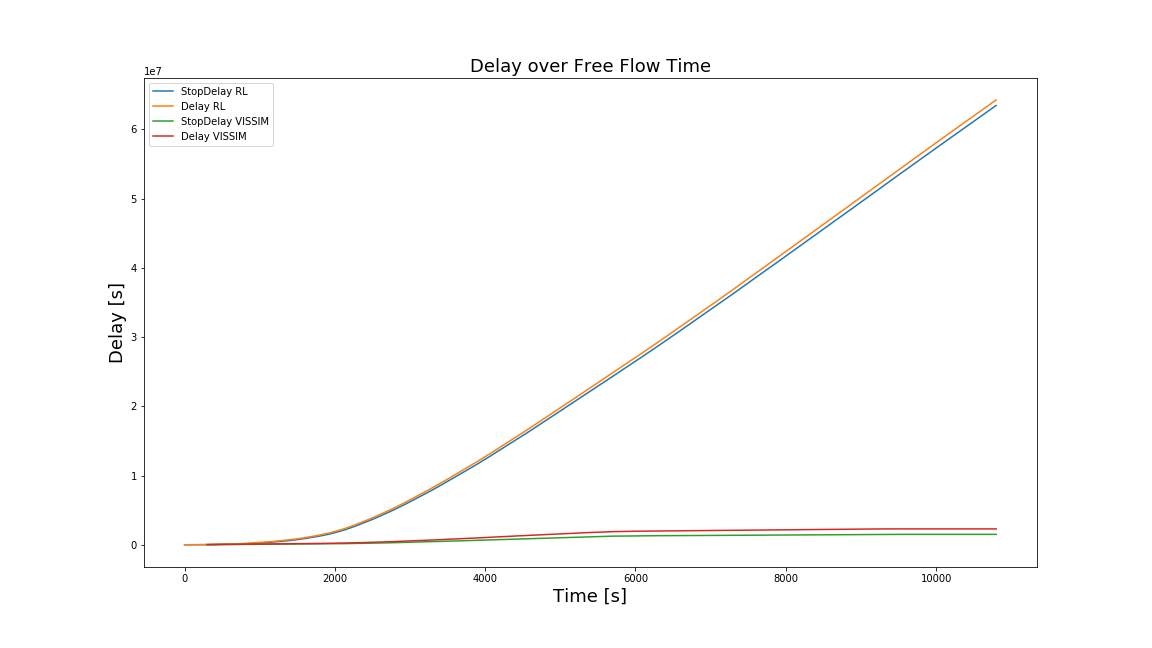 Delay over Free Flow Time
1e7
StopDelay RL
Delay RL
StopDelay VISSIM
Delay VISSIM
6
5
4
3
2
1
0
Delay [s]
0 2000 4000 6000 8000 10000
Time [s]